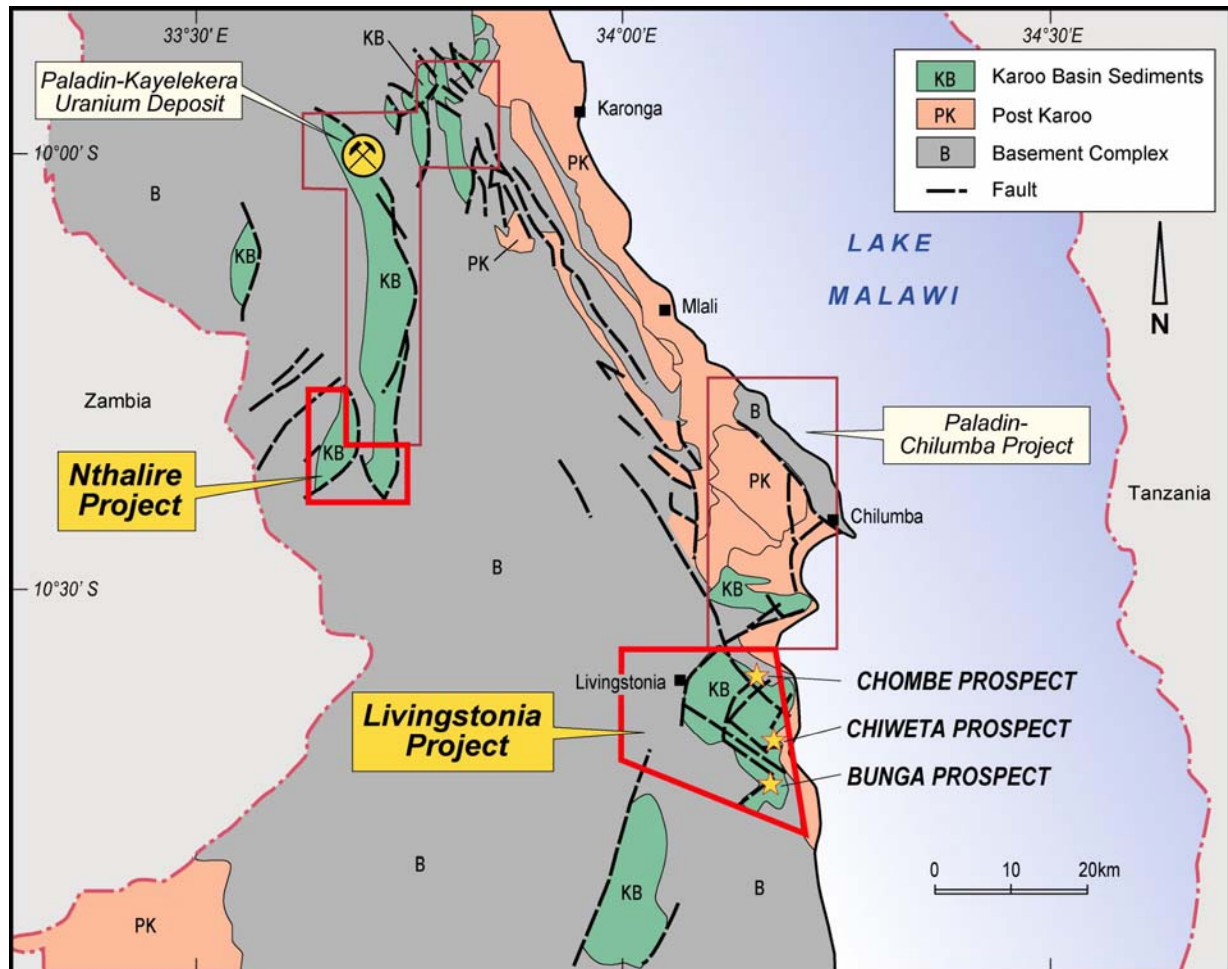 33°30' E
34°00'E
34°30' E
KB
Paladin-Kayelekera
Uranium Deposit
KB Karoo Basin Sediments
PK Post Karoo
B Basement Complex
Fault
Karonga
10°00' S
PK
B
KB
PK
KB
LAKE
MALAWI
N
Mlali
Zambia
B
Paladin-
Chilumba Project
KB
Nthalire
Project
PK
Chilumba
Tanzania
B
10°30' S
KB
Livingstonia
KB
CHOMBE PROSPECT
Livingstonia
Project
CHIWETA PROSPECT
BUNGA PROSPECT
B
KB
B
0 10 20km
PK